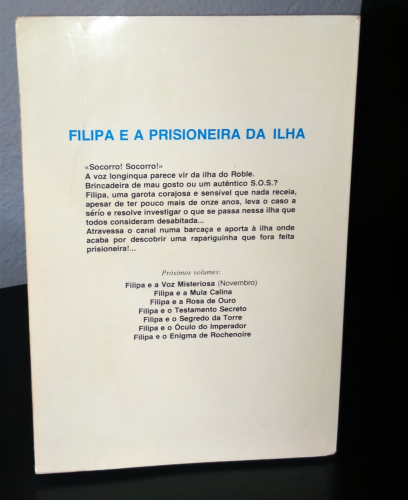 FILIPA E A PRISIONEIRA DA ILHA
«Socorro! Socorro!»
A voz longinqua parece vir da ilha do Roble.
Brincadeira de mau gosto ou um autêntico S.O.S.?
Filipa, uma garota corajosa e sensível que nada receia,
apesar de ter pouco mais de onze anos, leva o caso a
sério e resolve investigar o que se passa nessa ilha que
todos consideram desabitada...
Atravessa o canal numa barcaça e aporta à ilha onde
acaba por descobrir uma rapariguinha que fora feita
prisioneira!...
Próximos volumes:
Filipa e a Voz Misteriosa (Novembro)
Filipa e a Mula Calina
Filipa e a Rosa de Ouro
Filipa e o Testamento Secreto
Filipa e o Segredo da Torre
Filipa e o Óculo do Imperador
Filipa e o Enigma de Rochenoire